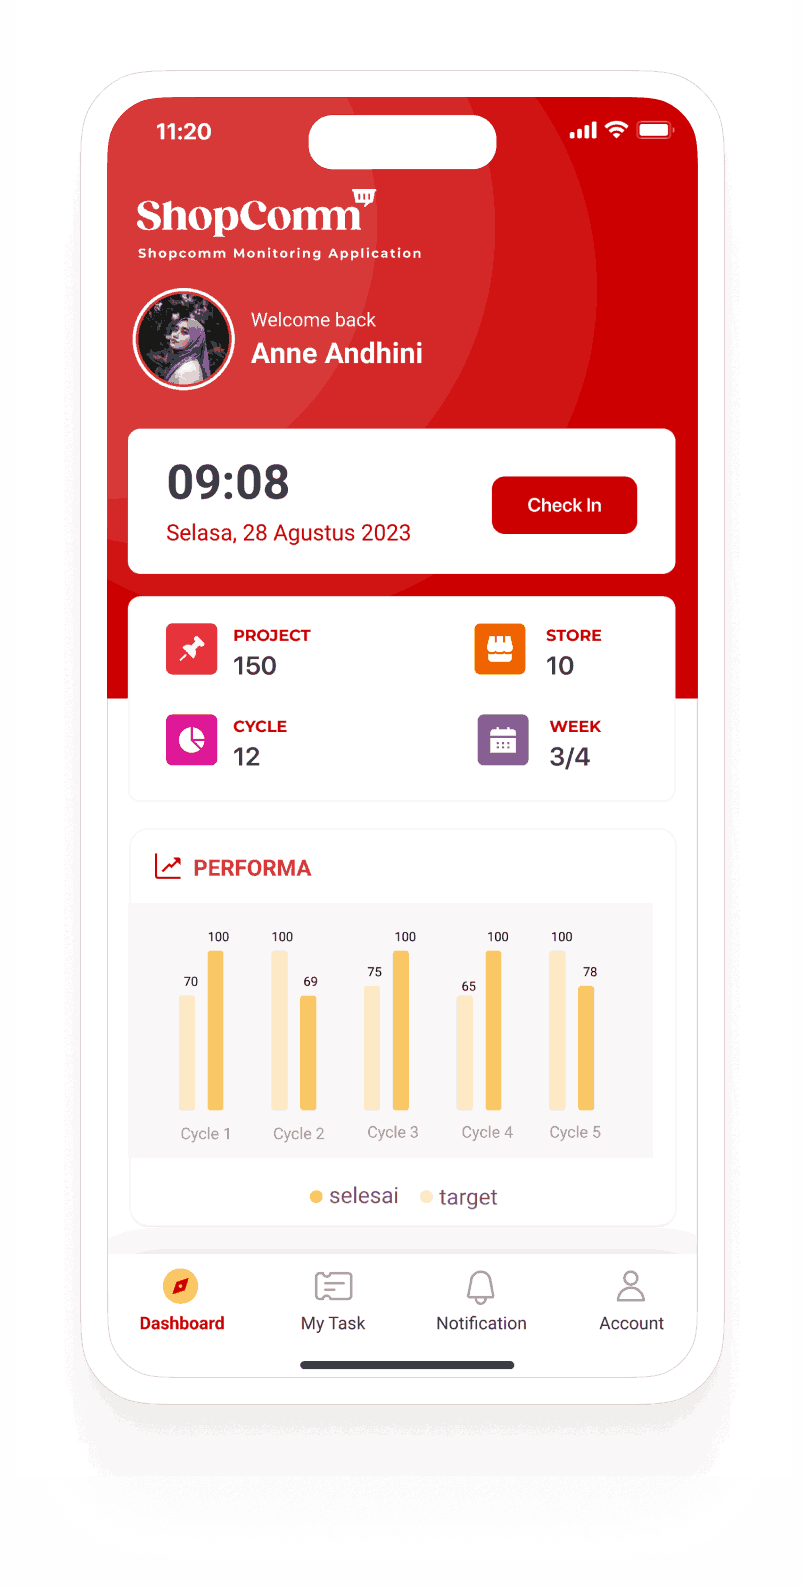 11:20
ShopComm
Shopcomm Monitoring Application
Welcome back
Anne Andhini
09:08
Selasa, 28 Agustus 2023
Check In
PROJECT
150
STORE
10
CYCLE
12
WEEK
3/4
PERFORMA
70 100 100 69 75 100 65 100 100 78
Cycle 1 Cycle 2 Cycle 3 Cycle 4 Cycle 5
selesai target
Dashboard My Task Notification Account